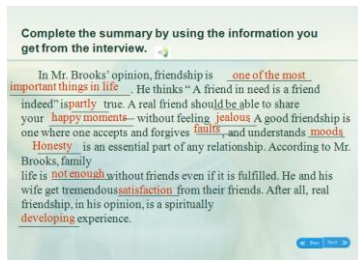 Complete the summary by using the information you
get from the interview.
In Mr. Brooks' opinion, friendship is one of the most
important things in life. He thinks "A friend in need is a friend
indeed" is partly true. A real friend should be able to share
your happy moments without feeling jealous. A good friendship is
one where one accepts and forgives faults, and understands moods
Honesty is an essential part of any relationship. According to Mr.
Brooks, family
life is not enough without friends even if it is fulfilled. He and his
wife get tremendous satisfaction from their friends. After all, real
friendship, in his opinion, is a spiritually
developing experience.
Prev Next